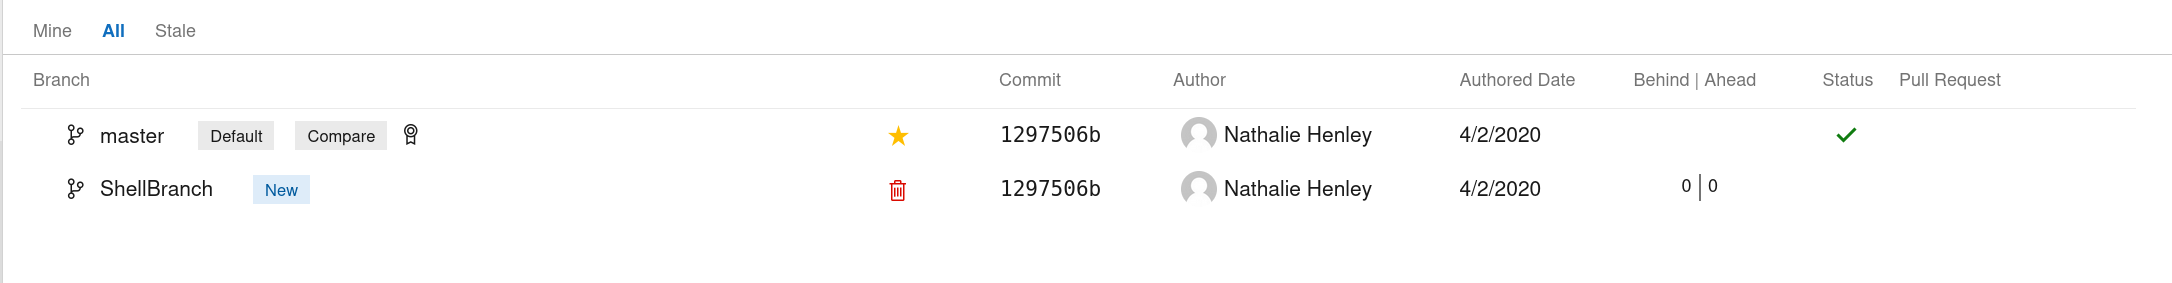 Mine All Stale
Branch Commit Author Authored Date Behind | Ahead Status Pull Request
master Default Compare 1297506b Nathalie Henley 4/2/2020
ShellBranch New 1297506b Nathalie Henley 4/2/2020 0 | 0